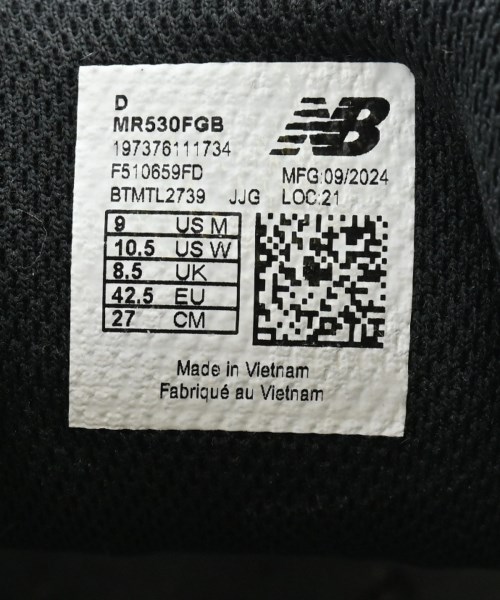 D
MR530FGB
197376111734
F510659FD
BTMTL2739 JJG
NB
MFG:09/2024
LOC:21
9 US M
10.5 US W
8.5 UK
42.5 EU
27 CM
Made in Vietnam
Fabriqué au Vietnam